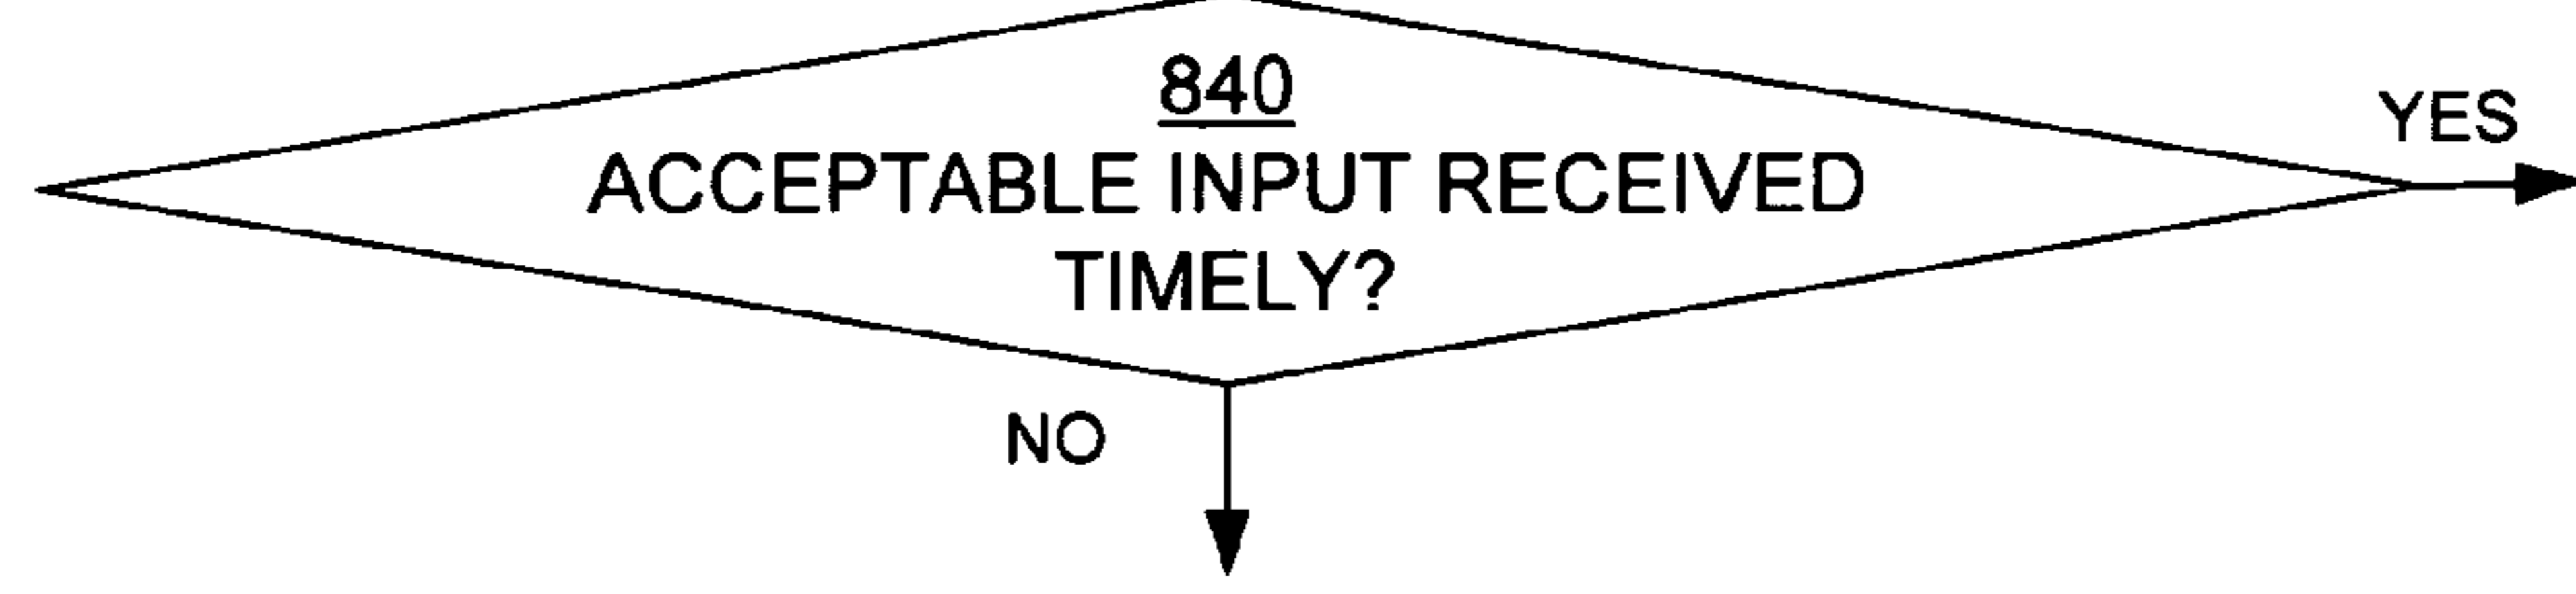 840
ACCEPTABLE INPUT RECEIVED
TIMELY?
YES
NO